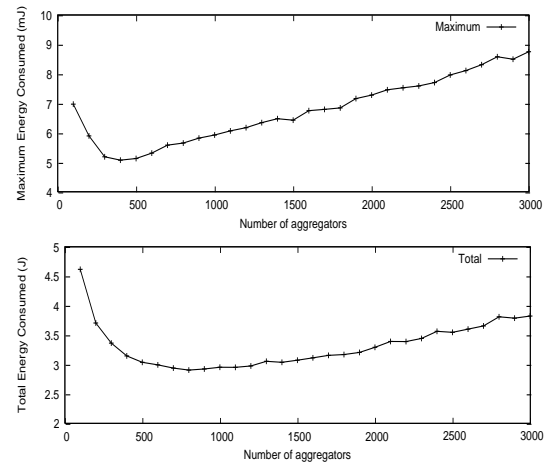 10
9
8
7
6
5
4
Maximum Energy Consumed (mJ)
Maximum
0 500 1000 1500 2000 2500 3000
Number of aggregators
5
4.5
4
3.5
3
2.5
2
Total Energy Consumed (J)
Total
0 500 1000 1500 2000 2500 3000
Number of aggregators